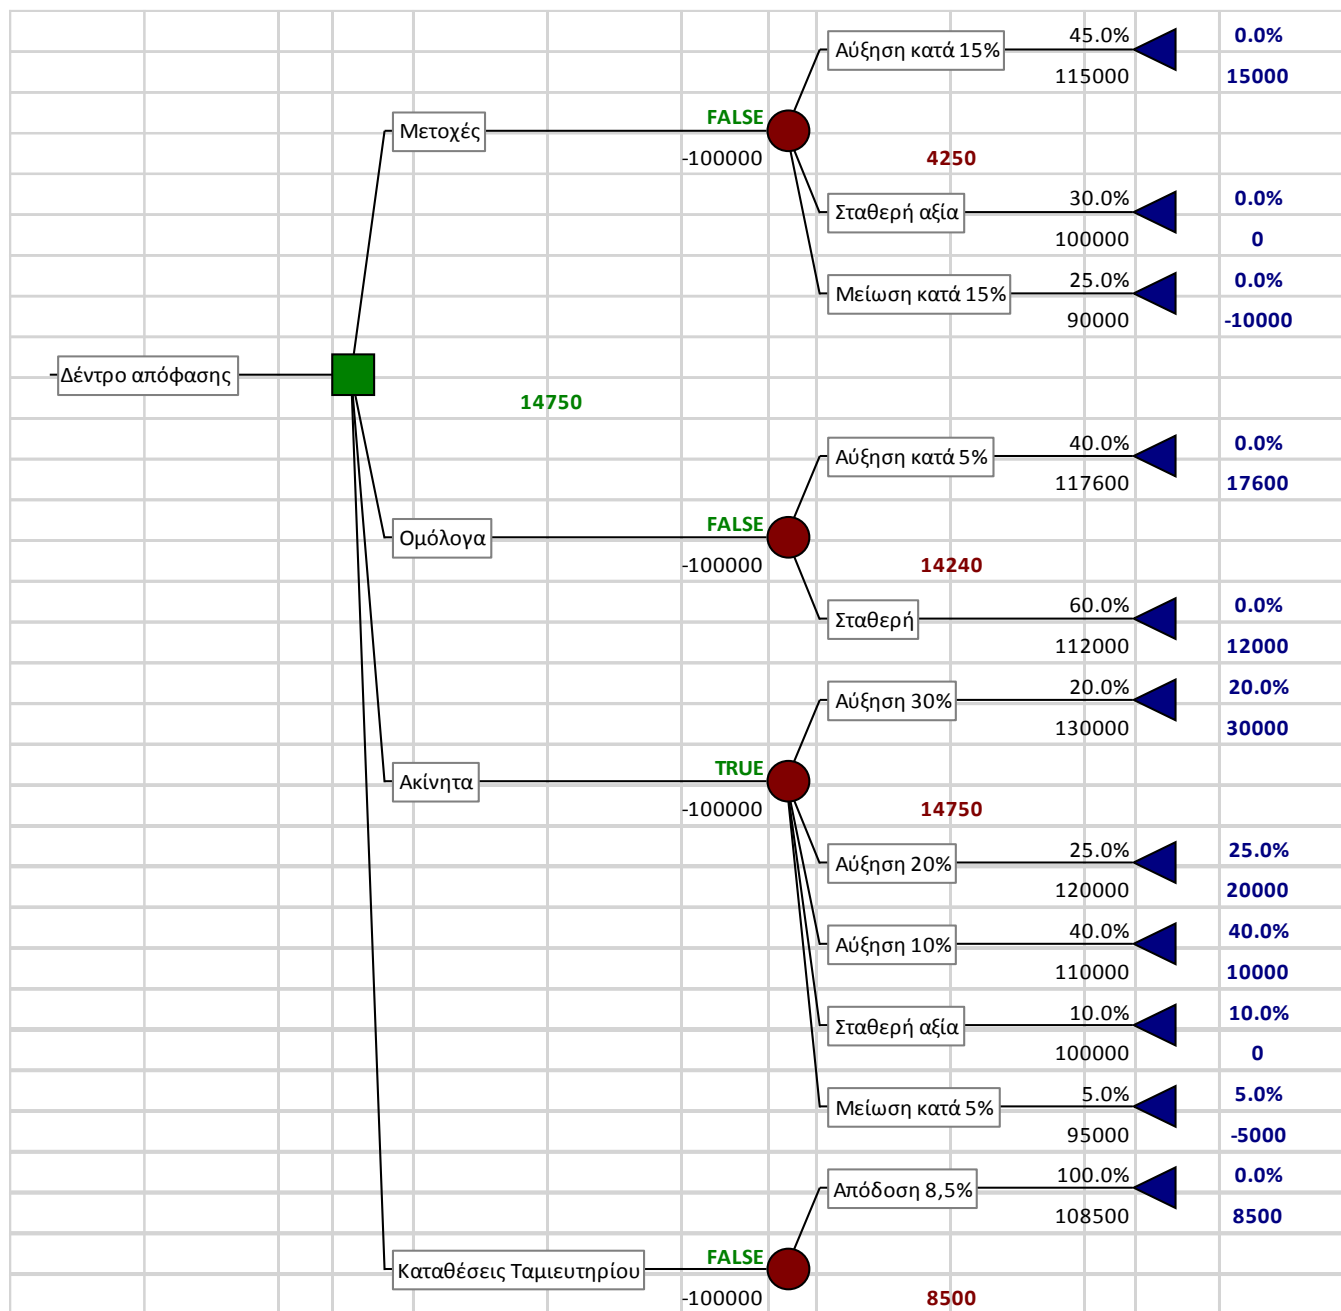 Αύξηση κατά 15% 45.0% 0.0%
115000 15000
Μετοχές FALSE
-100000 4250
Σταθερή αξία 30.0% 0.0%
100000 0
Μείωση κατά 15% 25.0% 0.0%
90000 -10000
Δέντρο απόφασης
14750
Αύξηση κατά 5% 40.0% 0.0%
117600 17600
Ομόλογα FALSE
-100000 14240
Σταθερή 60.0% 0.0%
112000 12000
Αύξηση 30% 20.0% 20.0%
130000 30000
Ακίνητα TRUE
-100000 14750
Αύξηση 20% 25.0% 25.0%
120000 20000
Αύξηση 10% 40.0% 40.0%
110000 10000
Σταθερή αξία 10.0% 10.0%
100000 0
Μείωση κατά 5% 5.0% 5.0%
95000 -5000
Απόδοση 8,5% 100.0% 0.0%
108500 8500
Καταθέσεις Ταμιευτηρίου FALSE
-100000 8500